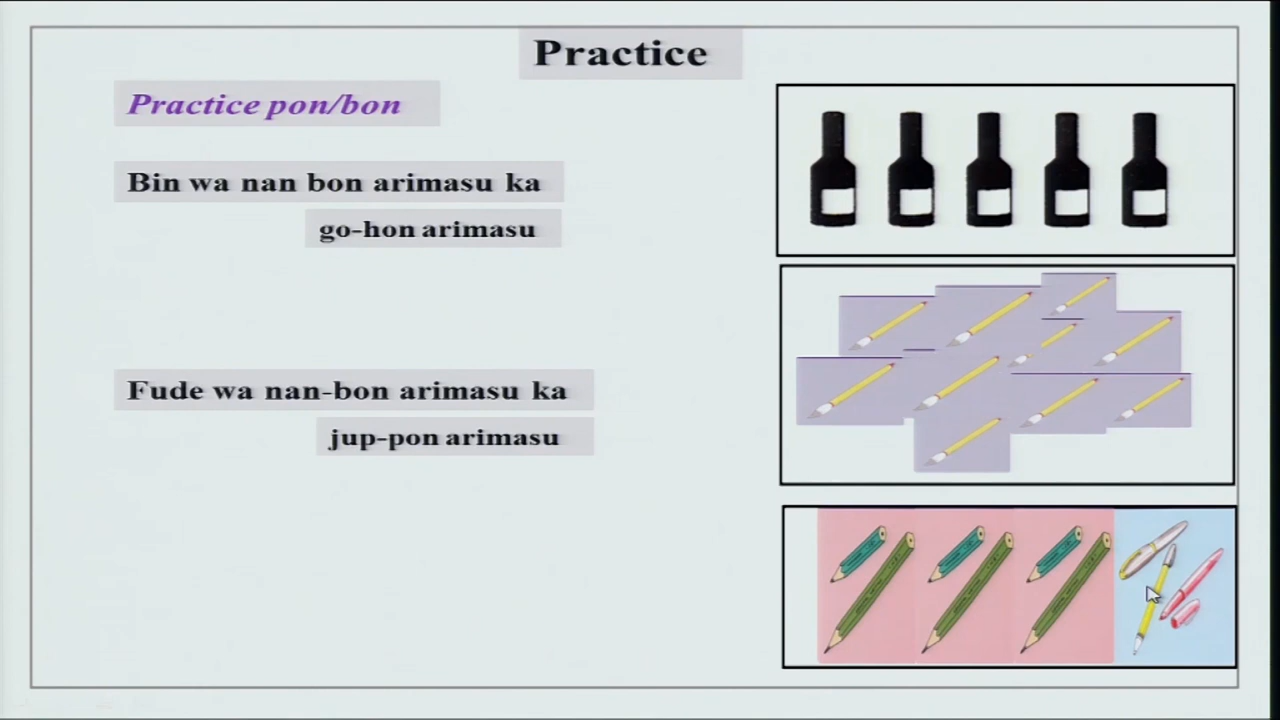 Practice
Practice pon/bon
Bin wa nan bon arimasu ka
go-hon arimasu
Fude wa nan-bon arimasu ka
jup-pon arimasu